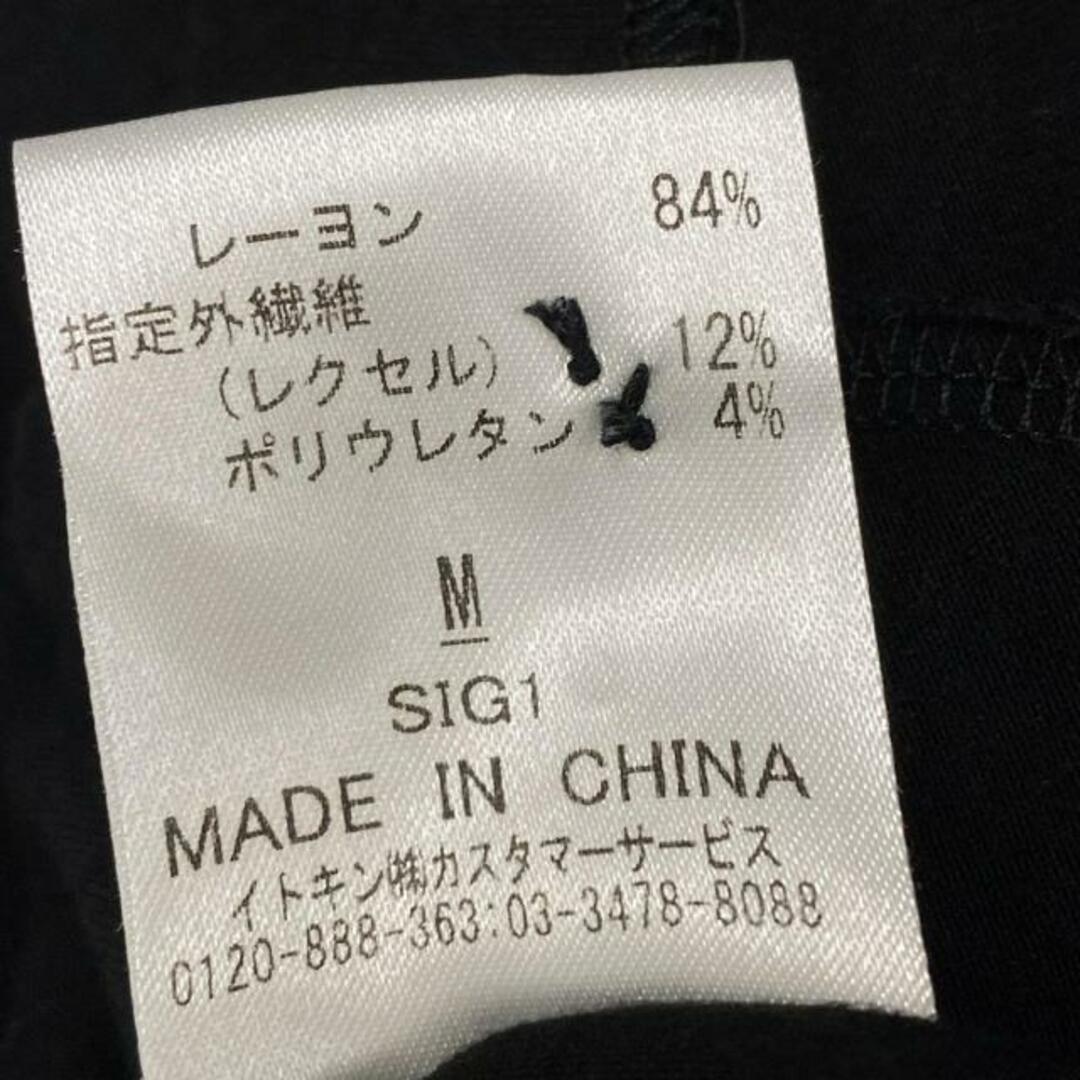 レーヨン 84%
指定外繊維
(レクセル) 12%
ポリウレタン 4%
M
SIG1
MADE IN CHINA
イトキン㈱カスタマーサービス
0120-888-363:03-3478-8088